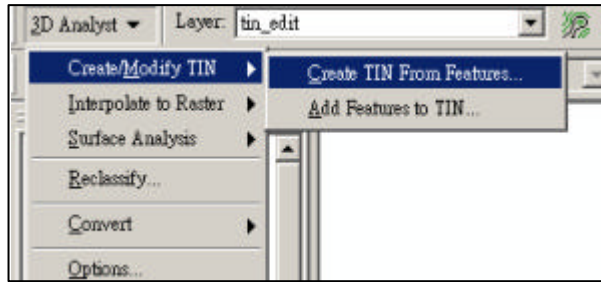 3D Analyst Layer: tin_edit
Create/Modify TIN
Create TIN From Features...
Interpolate to Raster
Add Features to TIN...
Surface Analysis
Reclassify...
Convert
Options...